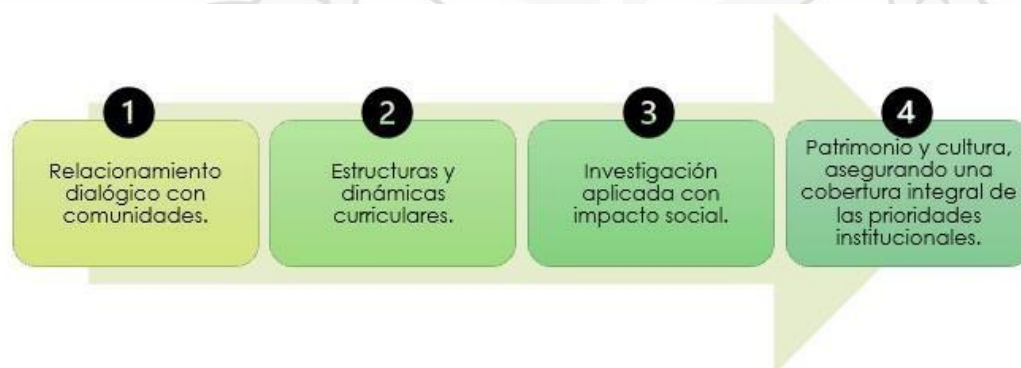 1
Relacionamiento
dialógico con
comunidades.
2
Estructuras y
dinámicas
curriculares.
3
Investigación
aplicada con
impacto social.
4
Patrimonio y cultura,
asegurando una
cobertura integral de
las prioridades
institucionales.